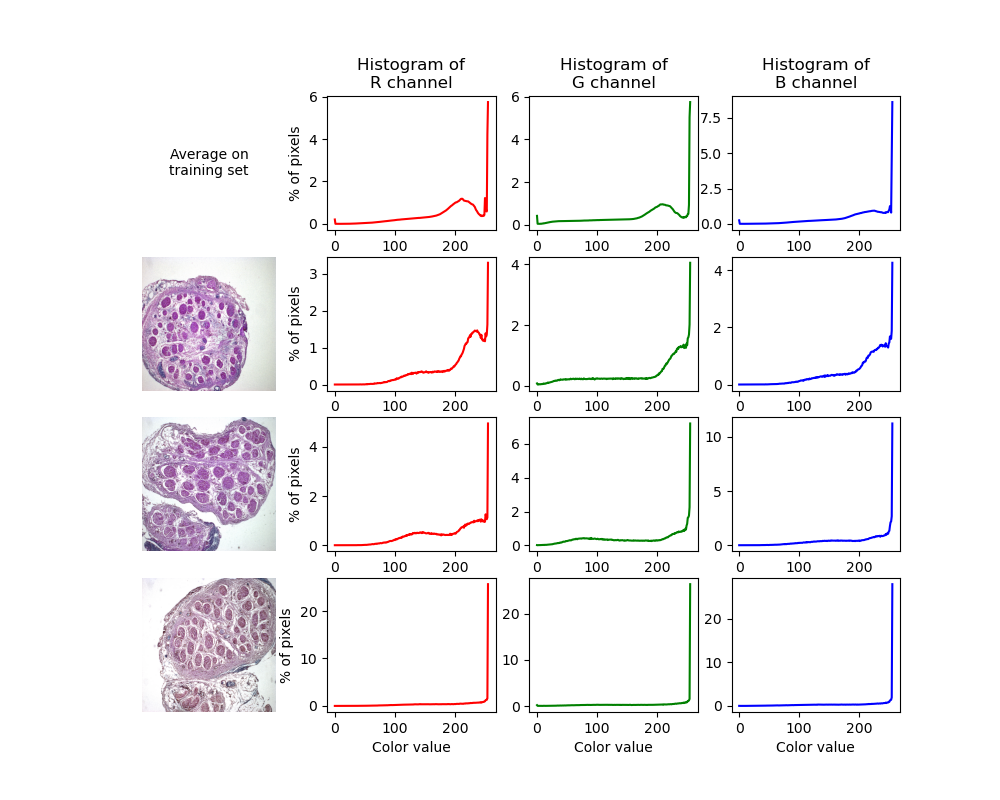 Histogram of
R channel
Histogram of
G channel
Histogram of
B channel
Average on
training set
% of pixels
6
4
2
0
0 100 200
6
4
2
0
0 100 200
7.5
5.0
2.5
0.0
0 100 200
% of pixels
3
2
1
0
0 100 200
4
2
0
0 100 200
4
2
0
0 100 200
% of pixels
4
2
0
0 100 200
6
4
2
0
0 100 200
10
5
0
0 100 200
% of pixels
20
10
0
0 100 200
Color value
20
10
0
0 100 200
Color value
20
10
0
0 100 200
Color value